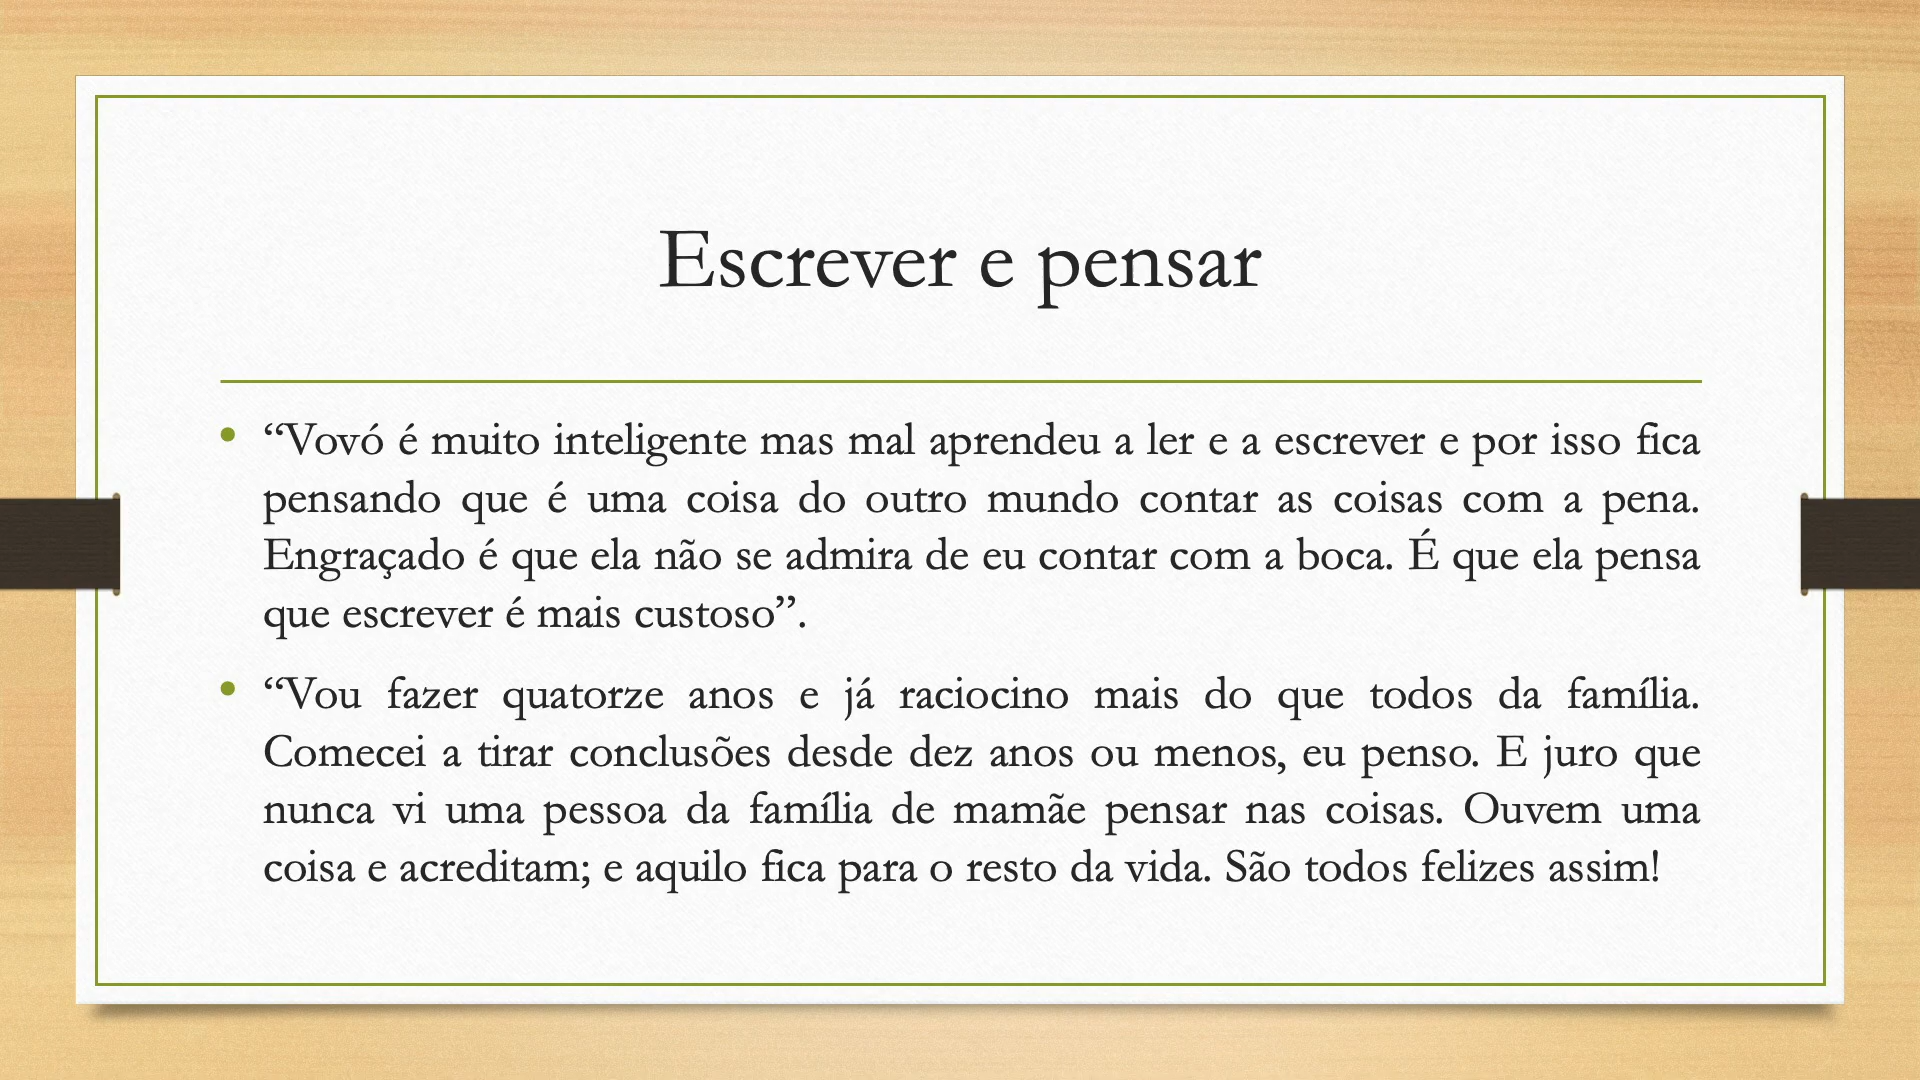 Escrever e pensar
• “Vovó é muito inteligente mas mal aprendeu a ler e a escrever e por isso fica
pensando que é uma coisa do outro mundo contar as coisas com a pena.
Engraçado é que ela não se admira de eu contar com a boca. É que ela pensa
que escrever é mais custoso”.
• “Vou fazer quatorze anos e já raciocino mais do que todos da família.
Comecei a tirar conclusões desde dez anos ou menos, eu penso. E juro que
nunca vi uma pessoa da família de mamãe pensar nas coisas. Ouvem uma
coisa e acreditam; e aquilo fica para o resto da vida. São todos felizes assim!